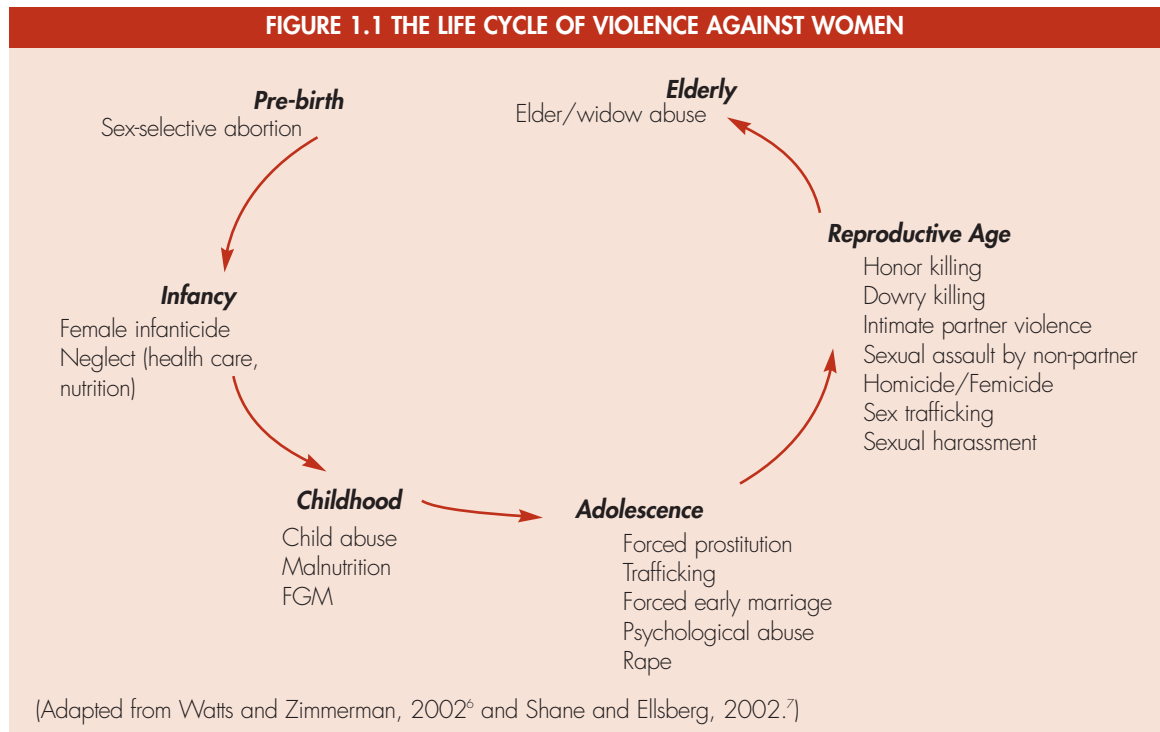 FIGURE 1.1 THE LIFE CYCLE OF VIOLENCE AGAINST WOMEN
Pre-birth
Sex-selective abortion
Infancy
Female infanticide
Neglect (health care,
nutrition)
Childhood
Child abuse
Malnutrition
FGM
Adolescence
Forced prostitution
Trafficking
Forced early marriage
Psychological abuse
Rape
Reproductive Age
Honor killing
Dowry killing
Intimate partner violence
Sexual assault by non-partner
Homicide/Femicide
Sex trafficking
Sexual harassment
Elderly
Elder/widow abuse
(Adapted from Watts and Zimmerman, 2002⁶ and Shane and Ellsberg, 2002.⁷)